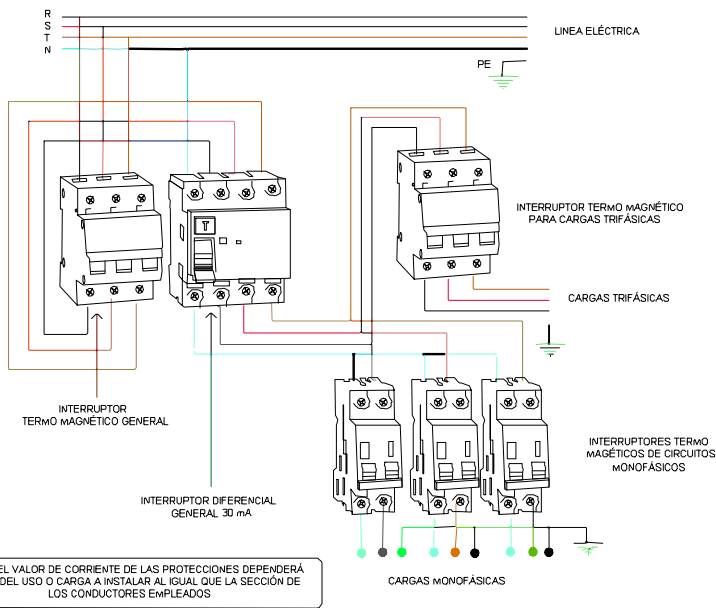 R
S
T
N
LINEA ELÉCTRICA
PE
T
INTERRUPTOR TERMO MAGNÉTICO
PARA CARGAS TRIFÁSICAS
CARGAS TRIFÁSICAS
INTERRUPTOR
TERMO MAGNÉTICO GENERAL
INTERRUPTORES TERMO
MAGÉTICOS DE CIRCUITOS
MONOFÁSICOS
INTERRUPTOR DIFERENCIAL
GENERAL 30 mA
CARGAS MONOFÁSICAS
EL VALOR DE CORRIENTE DE LAS PROTECCIONES DEPENDERÁ
DEL USO O CARGA A INSTALAR AL IGUAL QUE LA SECCIÓN DE
LOS CONDUCTORES EMPLEADOS